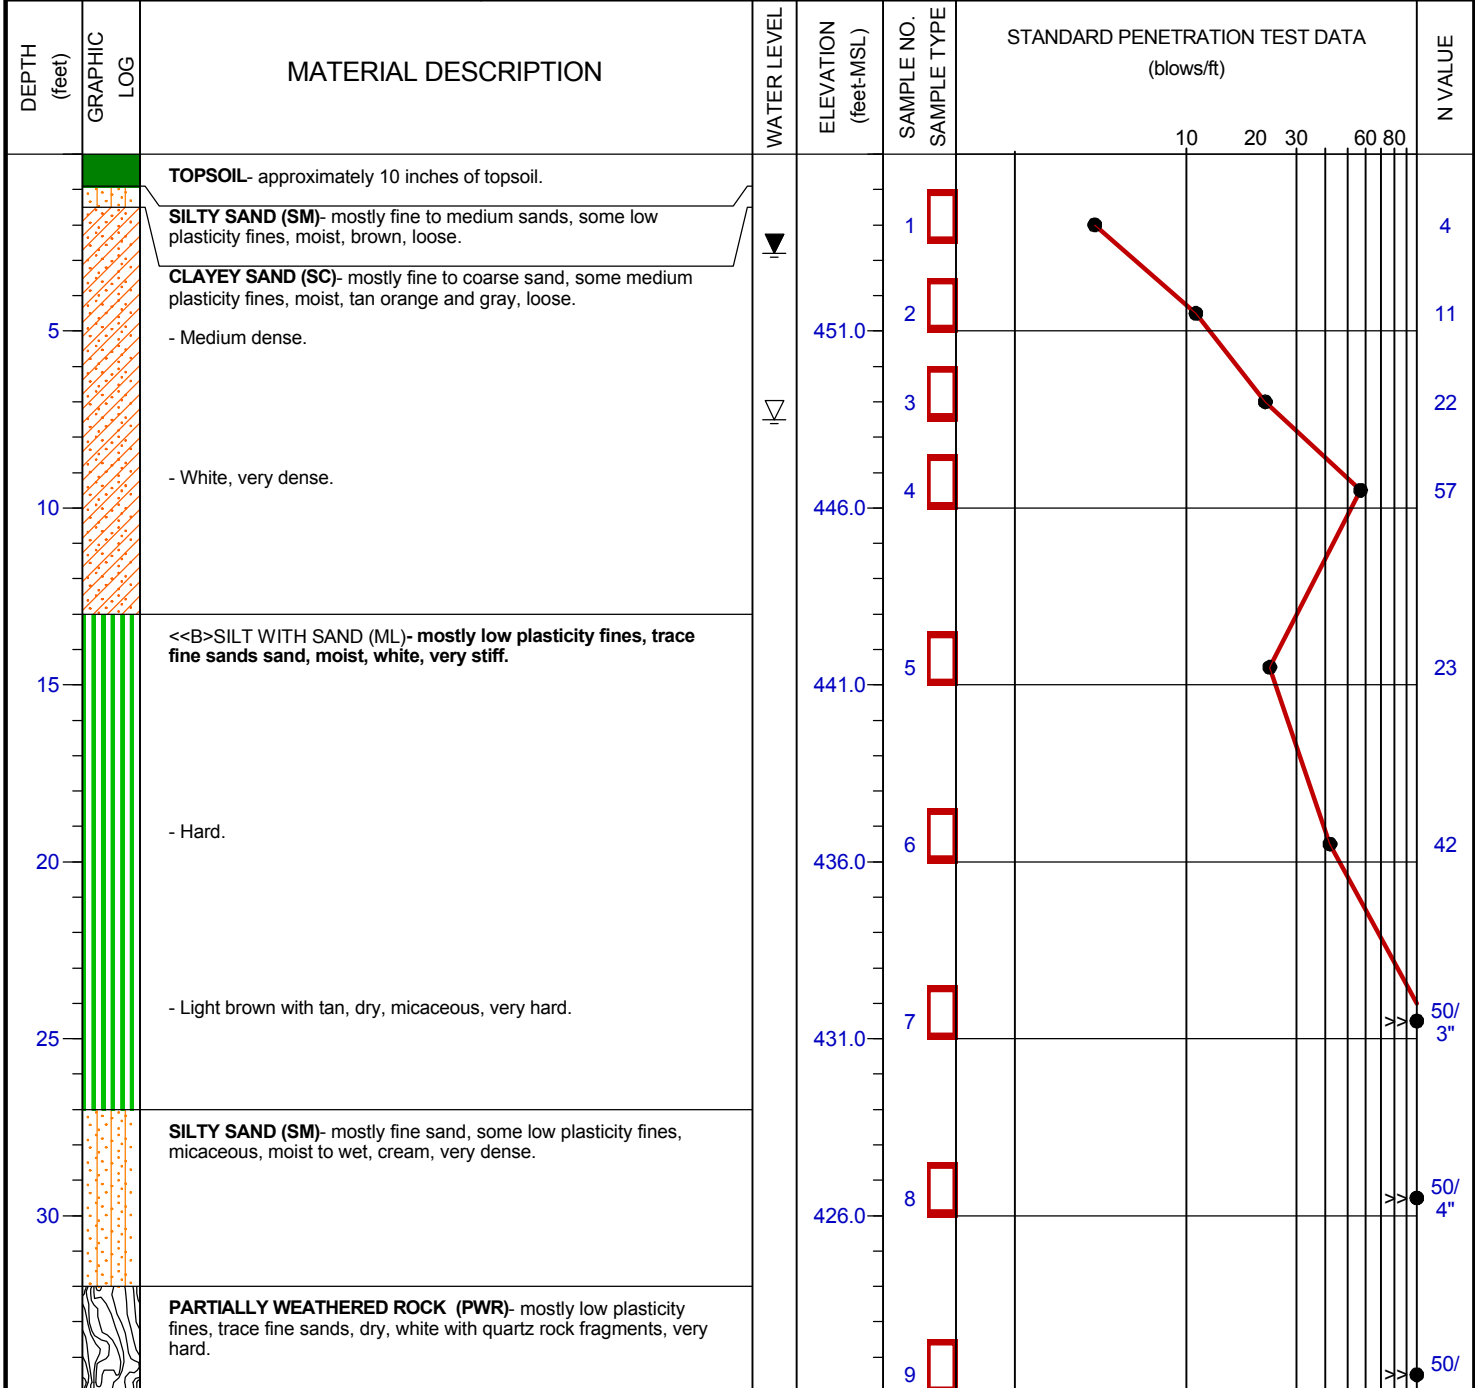 DEPTH
(feet)
GRAPHIC
LOG
MATERIAL DESCRIPTION
WATER LEVEL
ELEVATION
(feet-MSL)
SAMPLE NO.
SAMPLE TYPE
STANDARD PENETRATION TEST DATA
(blows/ft)
N VALUE
10 20 30 60 80
TOPSOIL- approximately 10 inches of topsoil.
SILTY SAND (SM)- mostly fine to medium sands, some low
plasticity fines, moist, brown, loose.
1 4
CLAYEY SAND (SC)- mostly fine to coarse sand, some medium
plasticity fines, moist, tan orange and gray, loose.
2 11
5 - Medium dense. 451.0
3 22
- White, very dense. 4 57
10 446.0
<<B>SILT WITH SAND (ML)- mostly low plasticity fines, trace
fine sands sand, moist, white, very stiff.
5 23
15 441.0
- Hard. 6 42
20 436.0
- Light brown with tan, dry, micaceous, very hard. 7 >> 50/
3"
25 431.0
SILTY SAND (SM)- mostly fine sand, some low plasticity fines,
micaceous, moist to wet, cream, very dense.
8 >> 50/
4"
30 426.0
PARTIALLY WEATHERED ROCK (PWR)- mostly low plasticity
fines, trace fine sands, dry, white with quartz rock fragments, very
hard.
9 >> 50/